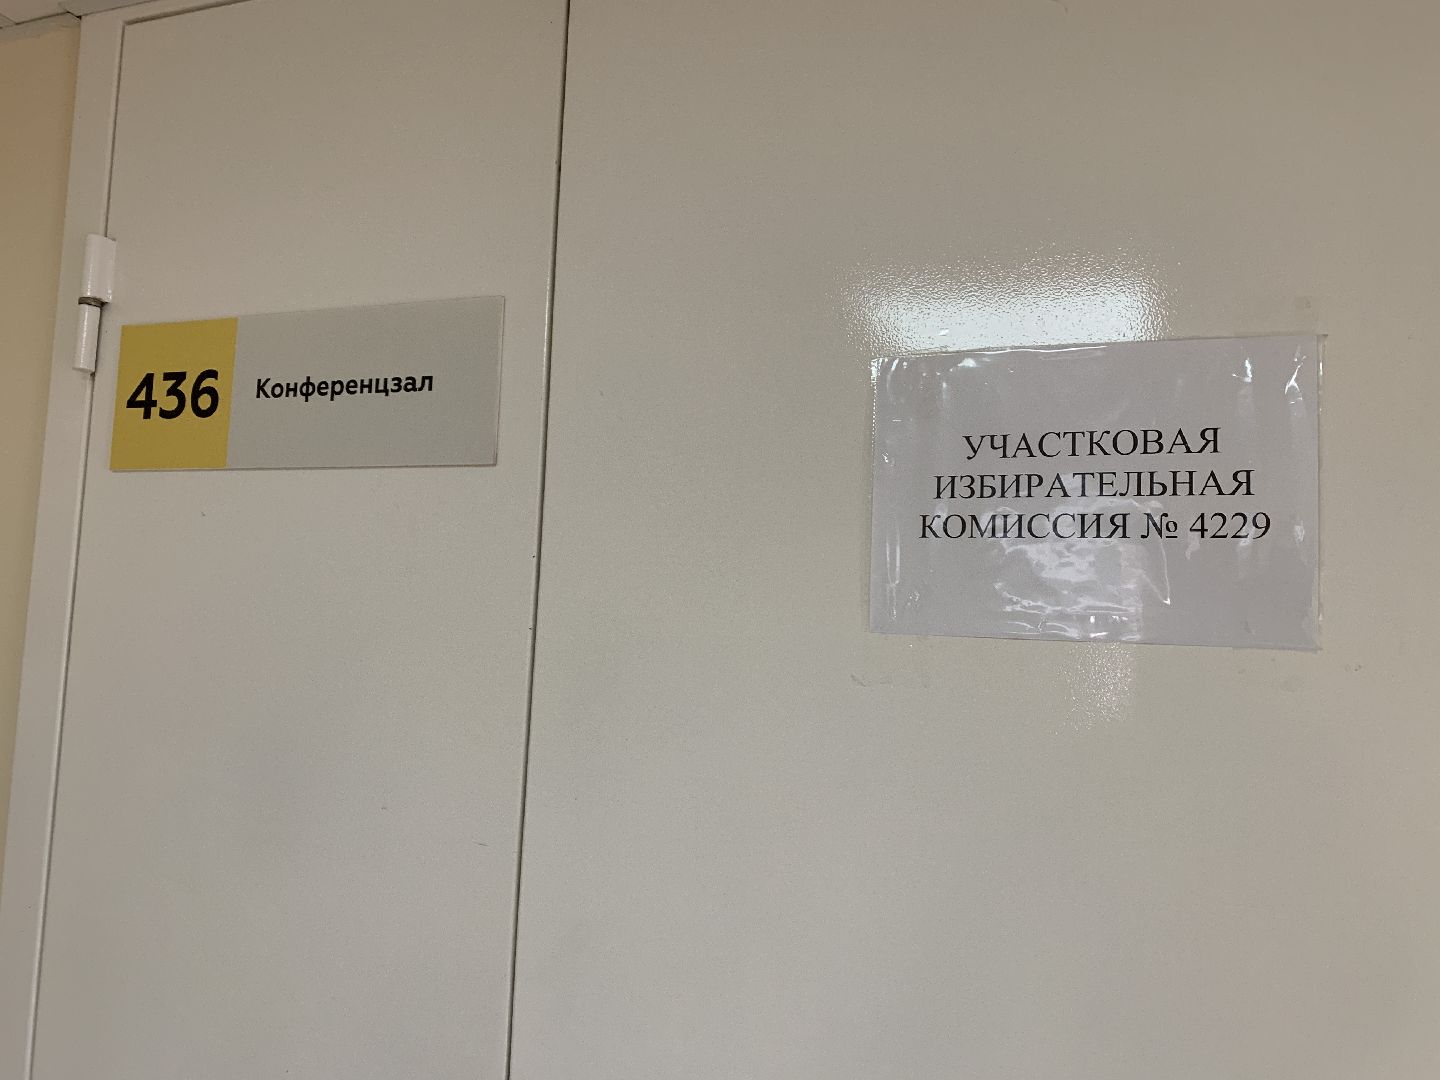 436 Конференцзал
УЧАСТКОВАЯ
ИЗБИРАТЕЛЬНАЯ
КОМИССИЯ № 4229